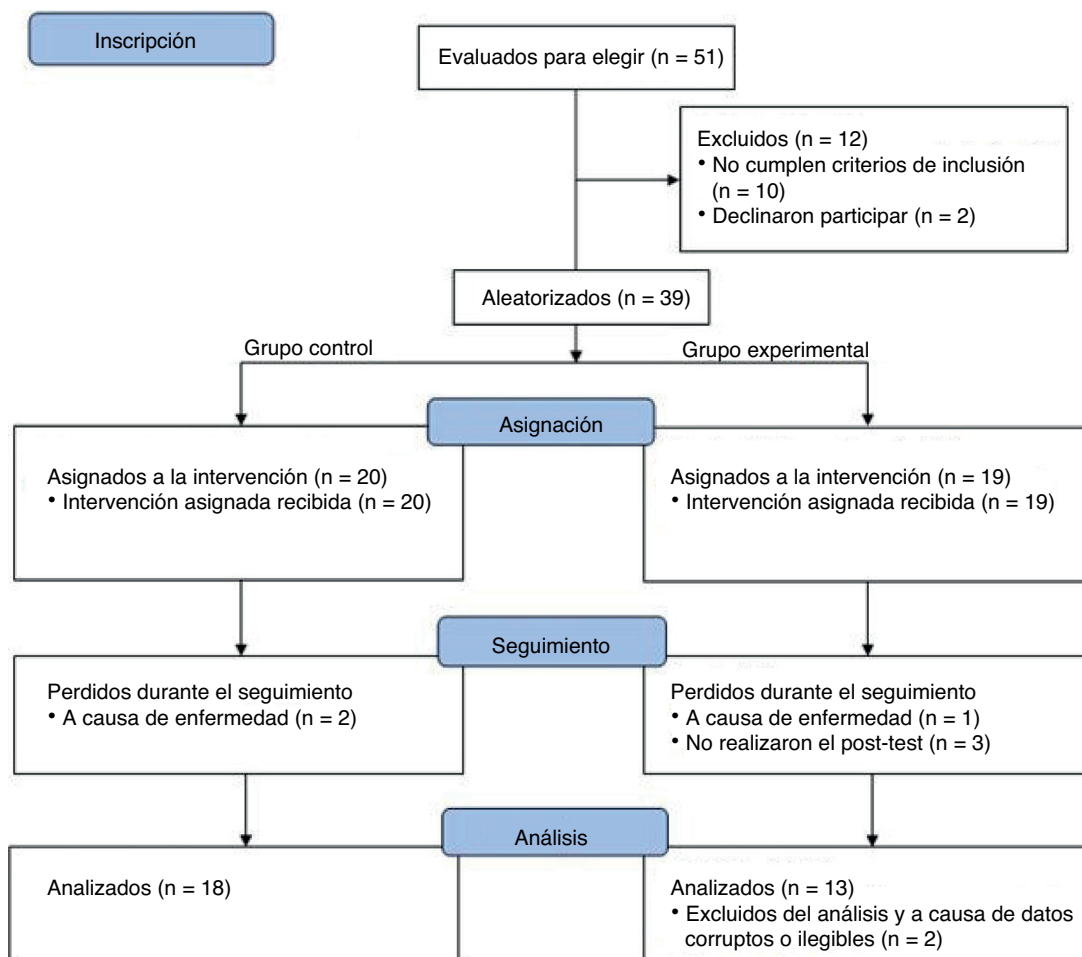 Inscripción
Evaluados para elegir (n = 51)
Excluidos (n = 12)
• No cumplen criterios de inclusión
(n = 10)
• Declinaron participar (n = 2)
Aleatorizados (n = 39)
Grupo control
Grupo experimental
Asignación
Asignados a la intervención (n = 20)
• Intervención asignada recibida (n = 20)
Asignados a la intervención (n = 19)
• Intervención asignada recibida (n = 19)
Seguimiento
Perdidos durante el seguimiento
• A causa de enfermedad (n = 2)
Perdidos durante el seguimiento
• A causa de enfermedad (n = 1)
• No realizaron el post-test (n = 3)
Análisis
Analizados (n = 18)
Analizados (n = 13)
• Excluidos del análisis y a causa de datos
corruptos o ilegibles (n = 2)